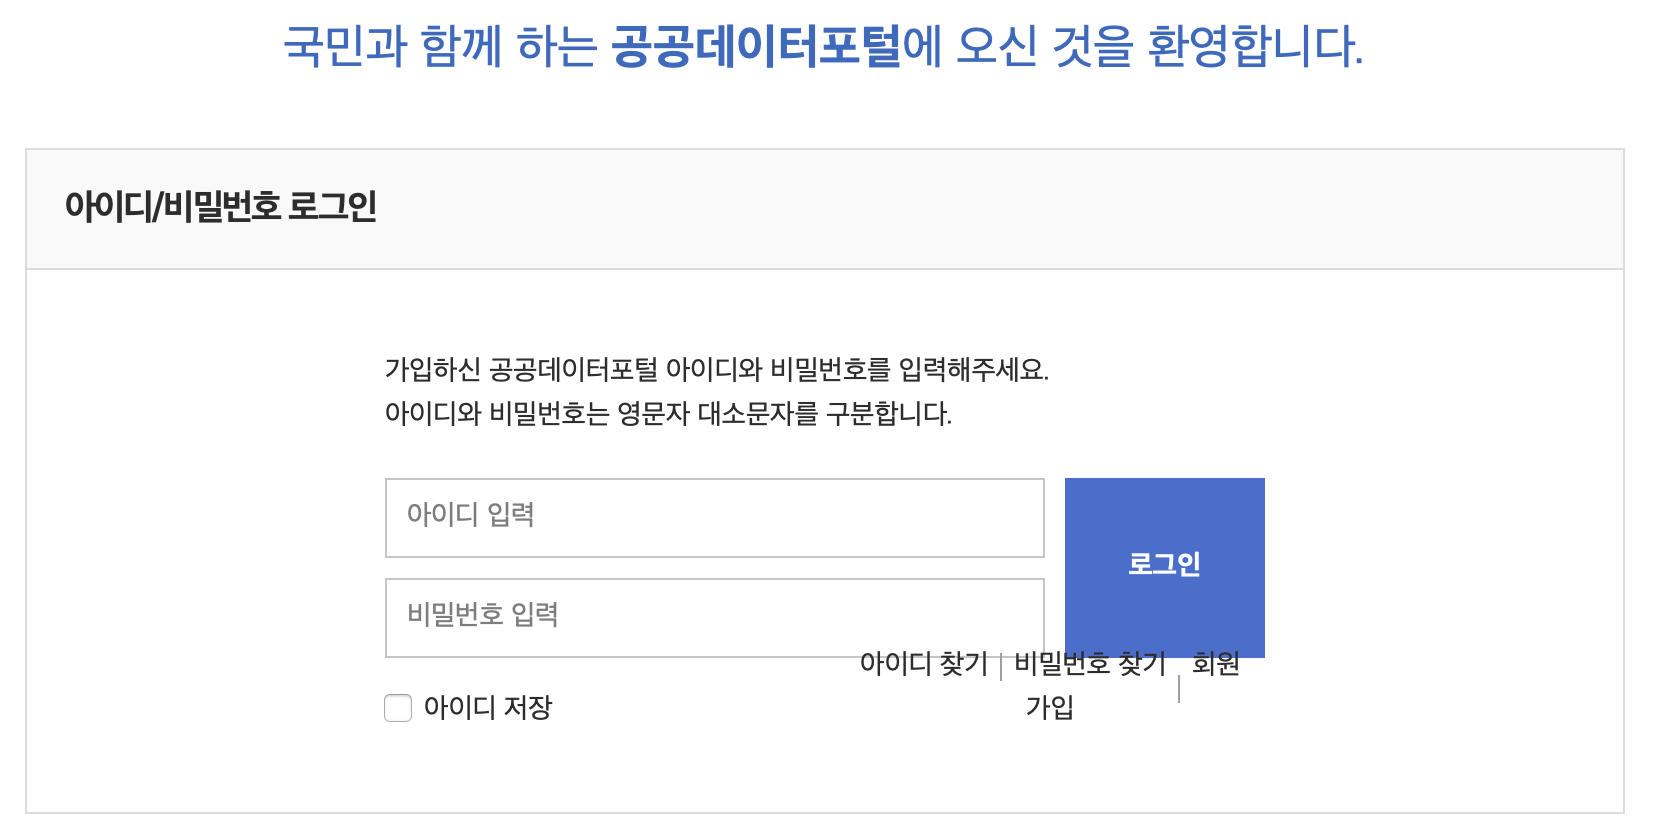 국민과 함께 하는 공공데이터포털에 오신 것을 환영합니다.
아이디/비밀번호 로그인
가입하신 공공데이터포털 아이디와 비밀번호를 입력해주세요.
아이디와 비밀번호는 영문자 대소문자를 구분합니다.
아이디 입력
로그인
비밀번호 입력
아이디 찾기 | 비밀번호 찾기 | 회원
가입
아이디 저장